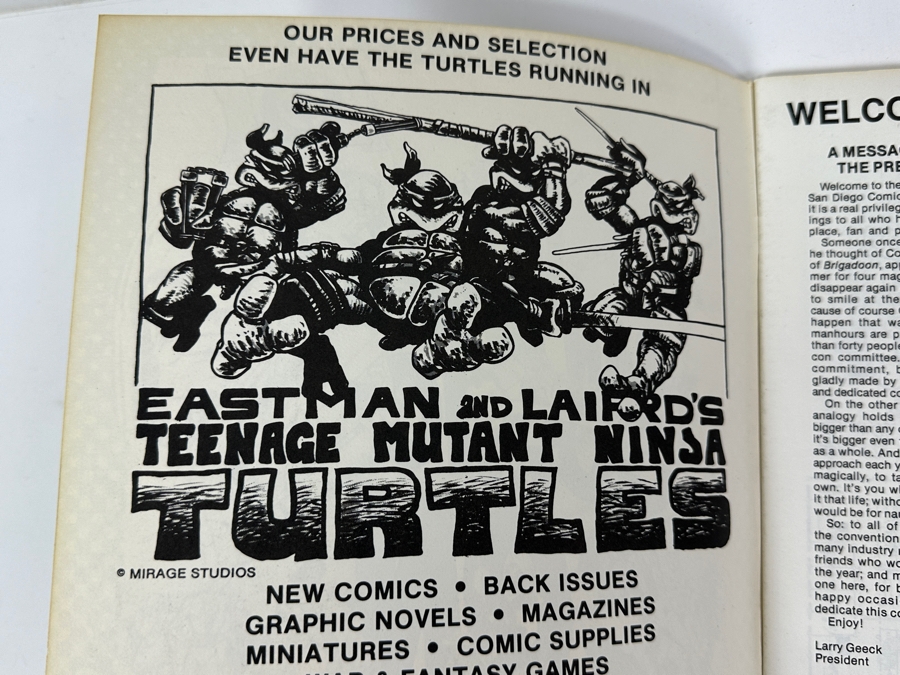 OUR PRICES AND SELECTION
EVEN HAVE THE TURTLES RUNNING IN
EASTMAN AND LAIRD'S
TEENAGE MUTANT NINJA
TURTLES
© MIRAGE STUDIOS
NEW COMICS • BACK ISSUES
GRAPHIC NOVELS • MAGAZINES
MINIATURES • COMIC SUPPLIES
WAR & FANTASY GAMES
WELCO
A MESSAG
THE PRE
Welcome to the
San Diego Comic
it is a real privileg
ings to all who h
place, fan and p
Someone once
he thought of Co
of Brigadoon, app
mer for four mag
disappear again
to smile at the
cause of course
happen that wa
manhours are p
than forty people
con committee.
commitment, b
gladly made by
and dedicated co
On the other
analogy holds
bigger than any o
it's bigger even
as a whole. And
approach each y
magically, to ta
own. It's you wh
it that life; witho
would be for nau
So: to all of
the convention
many industry
friends who wo
the year; and m
one here, for b
happy occasi
dedicate this co
Enjoy!
Larry Geeck
President